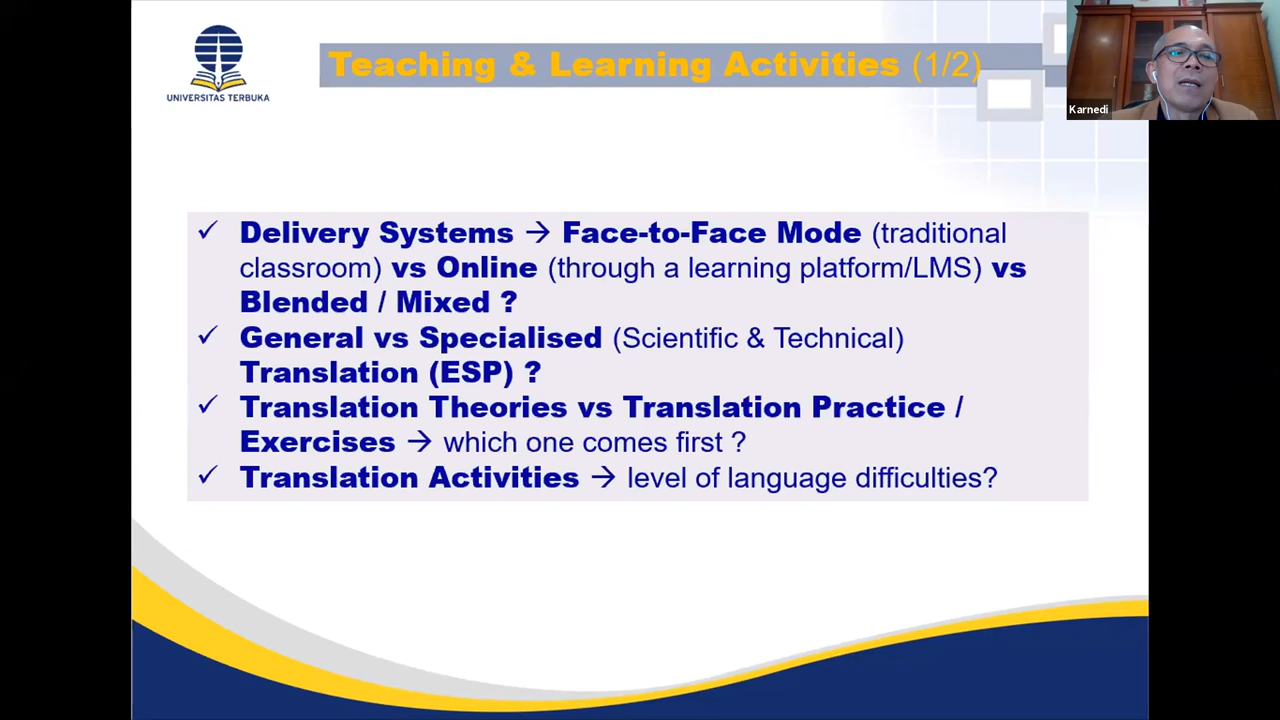 UNIVERSITAS TERBUKA
Teaching & Learning Activities (1/2)
Karnedi
✓ Delivery Systems → Face-to-Face Mode (traditional
classroom) vs Online (through a learning platform/LMS) vs
Blended / Mixed ?
✓ General vs Specialised (Scientific & Technical)
Translation (ESP) ?
✓ Translation Theories vs Translation Practice /
Exercises → which one comes first ?
✓ Translation Activities → level of language difficulties?